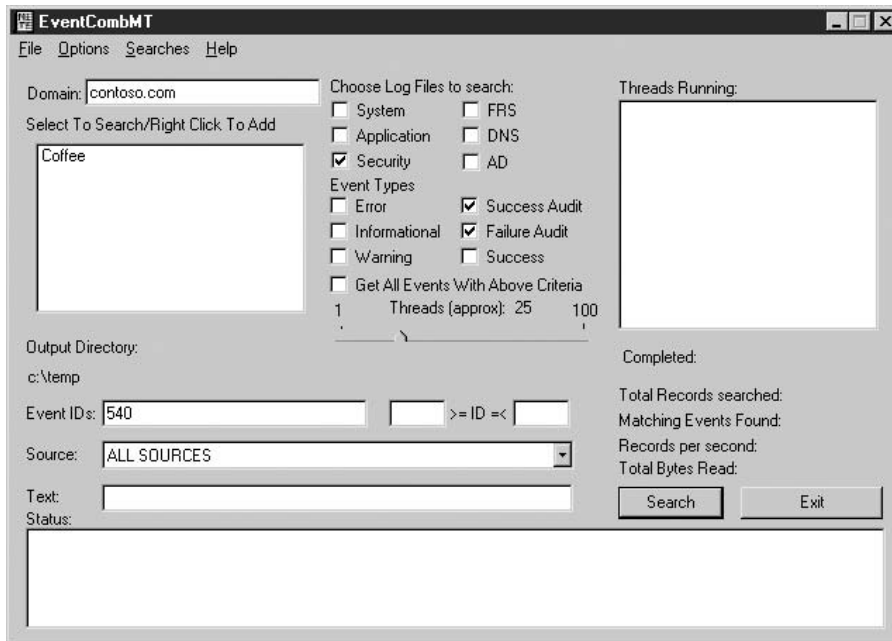 EventCombMT
File Options Searches Help
Domain: contoso.com
Select To Search/Right Click To Add
Coffee
Choose Log Files to search:
System FRS
Application DNS
Security AD
Event Types
Error Success Audit
Informational Failure Audit
Warning Success
Get All Events With Above Criteria
1 Threads (approx): 25 100
Threads Running:
Output Directory:
c:\temp
Event IDs: 540 >= ID =<
Source: ALL SOURCES
Text:
Completed:
Total Records searched:
Matching Events Found:
Records per second:
Total Bytes Read:
Search Exit
Status: